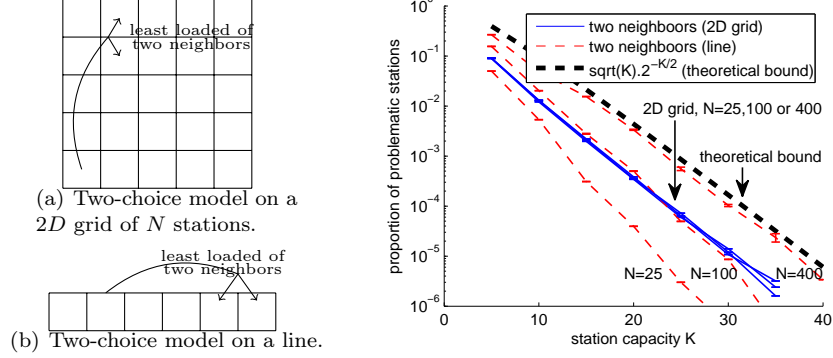 least loaded of
two neighbors
(a) Two-choice model on a
2D grid of N stations.
least loaded of
two neighbors
(b) Two-choice model on a line.
10^0
10^-1
10^-2
10^-3
10^-4
10^-5
10^-6
proportion of problematic stations
two neighboors (2D grid)
two neighboors (line)
sqrt(K).2^-K/2 (theoretical bound)
2D grid, N=25,100 or 400
theoretical bound
N=25
N=100
N=400
0 10 20 30 40
station capacity K